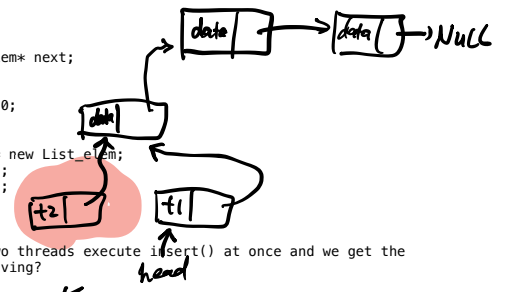 data data → NULL
em* next;
0;
data
new List_elem;
;
;
t2 t1
o threads execute insert() at once and we get the
ving?
head